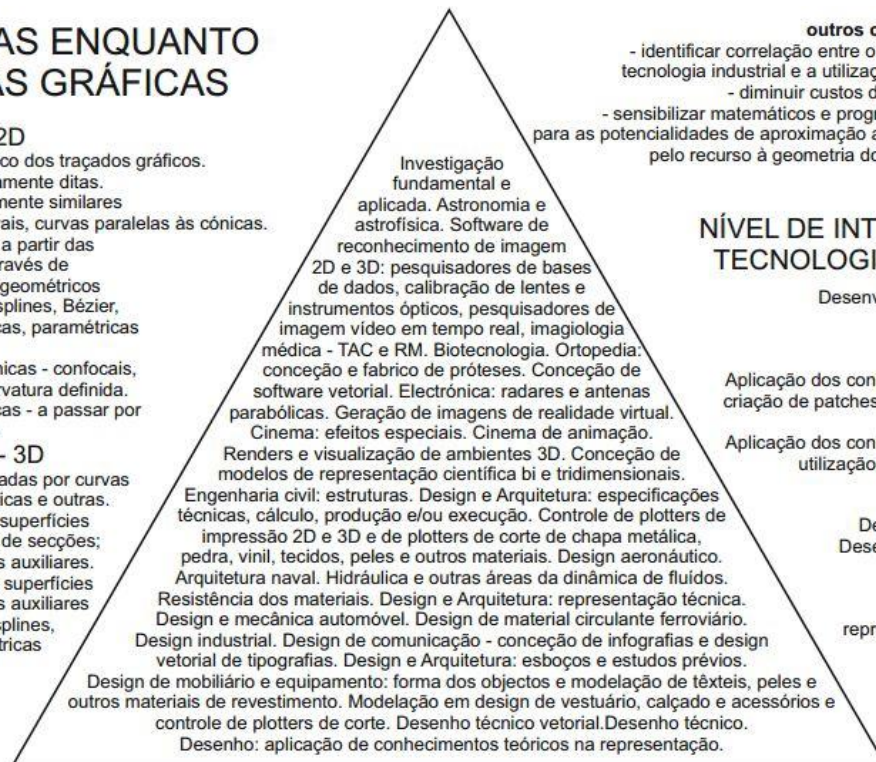 AS ENQUANTO
AS GRÁFICAS
2D
co dos traçados gráficos.
amente ditas.
mente similares
rais, curvas paralelas às cónicas.
a partir das
ravés de
geométricos
splines, Bézier,
cas, paramétricas
nicas - confocais,
rvatura definida.
cas - a passar por
- 3D
adas por curvas
icas e outras.
superfícies
de secções;
s auxiliares.
superfícies
s auxiliares
splines,
tricas
Investigação
fundamental e
aplicada. Astronomia e
astrofísica. Software de
reconhecimento de imagem
2D e 3D: pesquisadores de bases
de dados, calibração de lentes e
instrumentos ópticos, pesquisadores de
imagem vídeo em tempo real, imagiologia
médica - TAC e RM. Biotecnologia. Ortopedia:
conceção e fabrico de próteses. Conceção de
software vetorial. Electrónica: radares e antenas
parabólicas. Geração de imagens de realidade virtual.
Cinema: efeitos especiais. Cinema de animação.
Renders e visualização de ambientes 3D. Conceção de
modelos de representação científica bi e tridimensionais.
Engenharia civil: estruturas. Design e Arquitetura: especificações
técnicas, cálculo, produção e/ou execução. Controle de plotters de
impressão 2D e 3D e de plotters de corte de chapa metálica,
pedra, vinil, tecidos, peles e outros materiais. Design aeronáutico.
Arquitetura naval. Hidráulica e outras áreas da dinâmica de fluídos.
Resistência dos materiais. Design e Arquitetura: representação técnica.
Design e mecânica automóvel. Design de material circulante ferroviário.
Design industrial. Design de comunicação - conceção de infografias e design
vetorial de tipografias. Design e Arquitetura: esboços e estudos prévios.
Design de mobiliário e equipamento: forma dos objectos e modelação de têxteis, peles e
outros materiais de revestimento. Modelação em design de vestuário, calçado e acessórios e
controle de plotters de corte. Desenho técnico vetorial.Desenho técnico.
Desenho: aplicação de conhecimentos teóricos na representação.
outros o
- identificar correlação entre o
tecnologia industrial e a utilizaç
- diminuir custos d
- sensibilizar matemáticos e progr
para as potencialidades de aproximação a
pelo recurso à geometria do
NÍVEL DE INT
TECNOLOGI
Desenv
Aplicação dos con
criação de patches
Aplicação dos con
utilização
De
Dese
repr